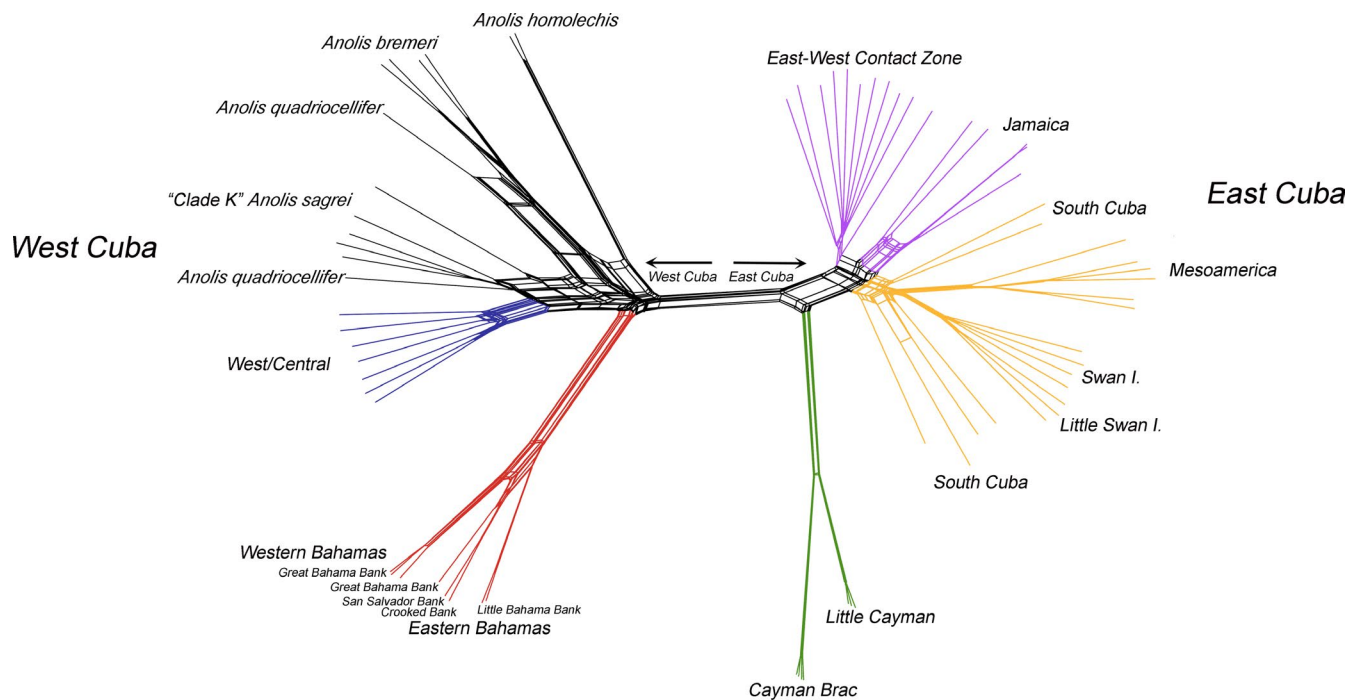 Anolis homolechis
Anolis bremeri
East-West Contact Zone
Anolis quadriocellifer
Jamaica
"Clade K" Anolis sagrei
East Cuba
South Cuba
West Cuba
Mesoamerica
Anolis quadriocellifer
West Cuba East Cuba
West/Central
Swan I.
Little Swan I.
South Cuba
Western Bahamas
Great Bahama Bank
Great Bahama Bank
San Salvador Bank
Crooked Bank
Little Bahama Bank
Eastern Bahamas
Little Cayman
Cayman Brac